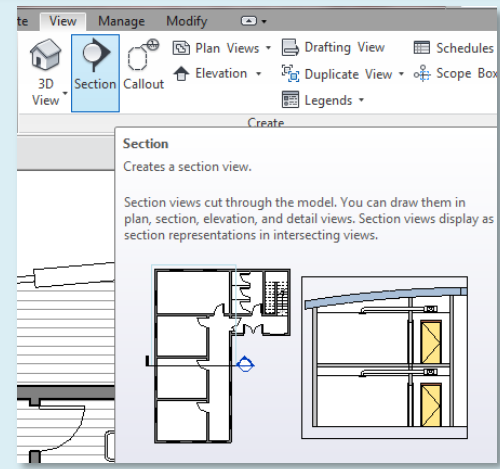 te View Manage Modify
3D View
Section
Callout
Plan Views
Elevation
Drafting View
Duplicate View
Legends
Schedules
Scope Box
Create
Section
Creates a section view.
Section views cut through the model. You can draw them in
plan, section, elevation, and detail views. Section views display as
section representations in intersecting views.